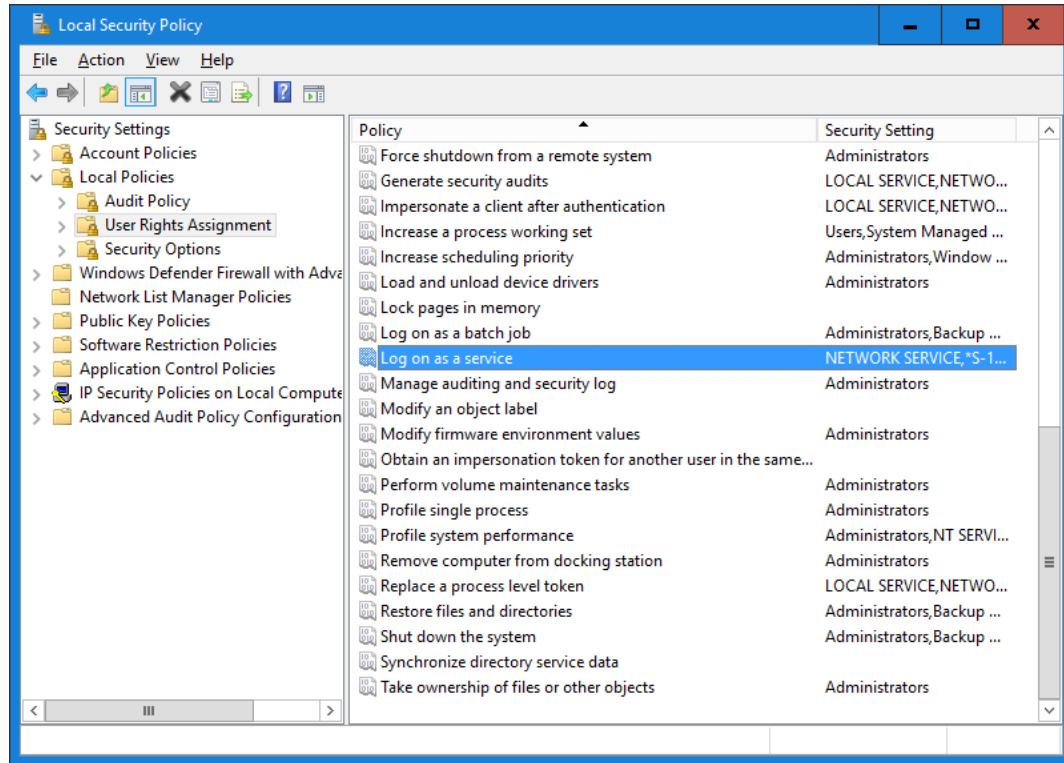 Local Security Policy
File Action View Help
Security Settings
Account Policies
Local Policies
Audit Policy
User Rights Assignment
Security Options
Windows Defender Firewall with Adva
Network List Manager Policies
Public Key Policies
Software Restriction Policies
Application Control Policies
IP Security Policies on Local Compute
Advanced Audit Policy Configuration
Policy Security Setting
Force shutdown from a remote system Administrators
Generate security audits LOCAL SERVICE,NETWO...
Impersonate a client after authentication LOCAL SERVICE,NETWO...
Increase a process working set Users,System Managed ...
Increase scheduling priority Administrators,Window ...
Load and unload device drivers Administrators
Lock pages in memory
Log on as a batch job Administrators,Backup ...
Log on as a service NETWORK SERVICE,*S-1...
Manage auditing and security log Administrators
Modify an object label
Modify firmware environment values Administrators
Obtain an impersonation token for another user in the same...
Perform volume maintenance tasks Administrators
Profile single process Administrators
Profile system performance Administrators,NT SERVI...
Remove computer from docking station Administrators
Replace a process level token LOCAL SERVICE,NETWO...
Restore files and directories Administrators,Backup ...
Shut down the system Administrators,Backup ...
Synchronize directory service data
Take ownership of files or other objects Administrators